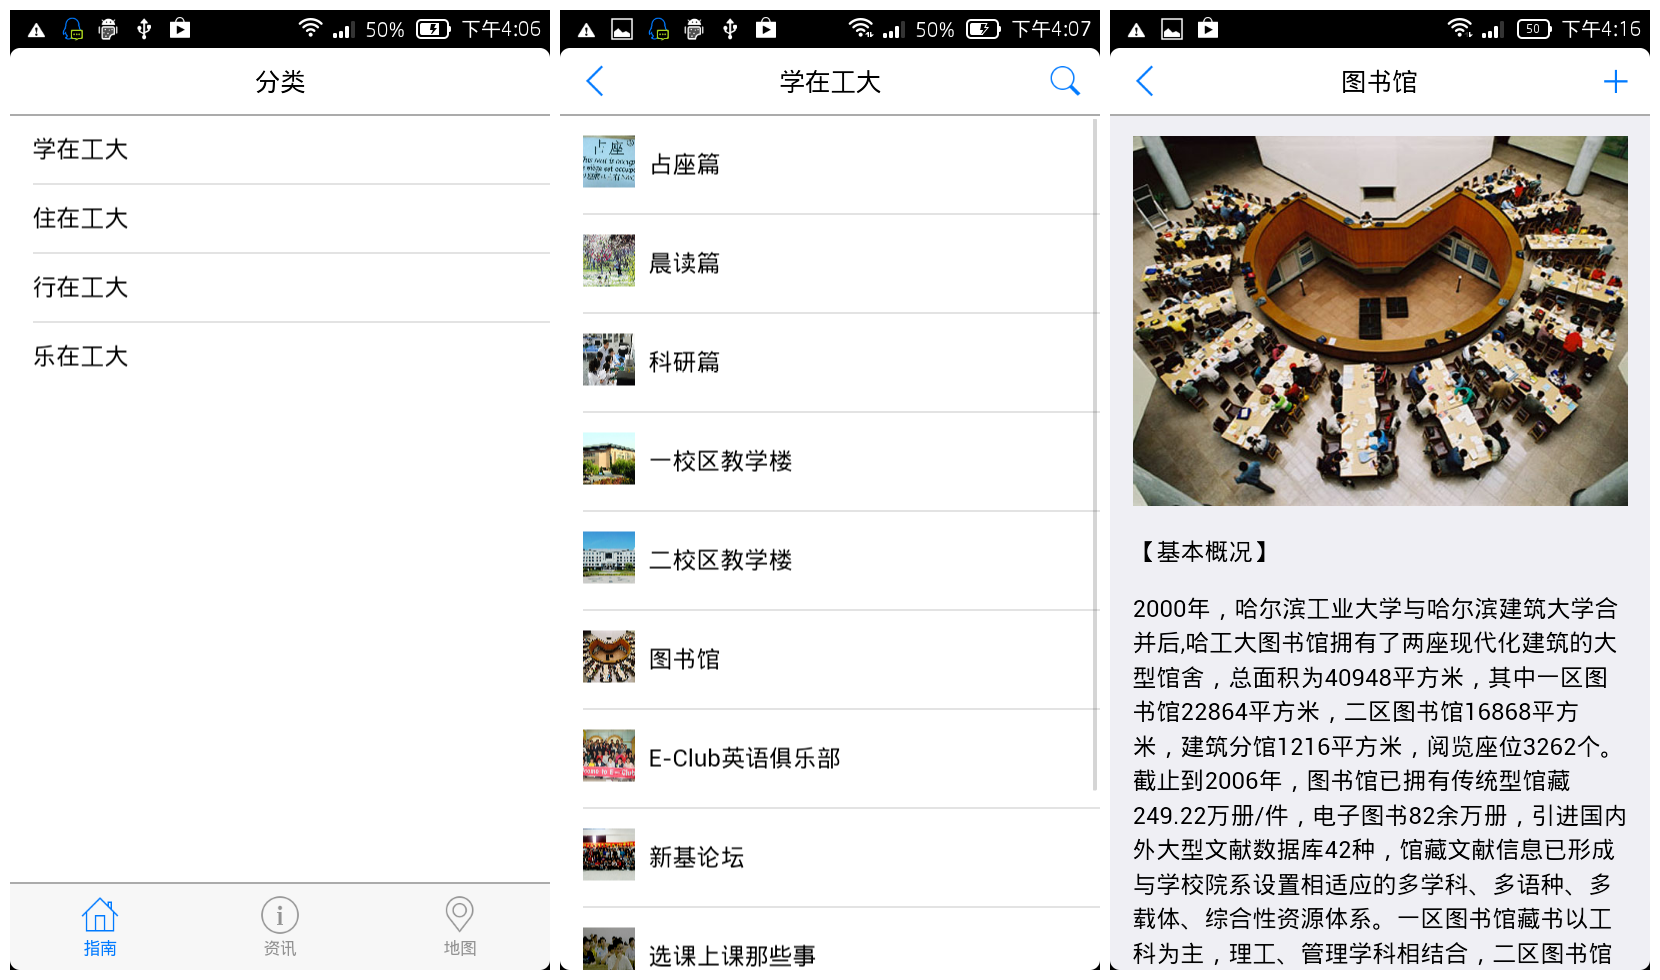 50% 下午4:06
分类
学在工大
住在工大
行在工大
乐在工大
指南
资讯
地图
50% 下午4:07
学在工大
占座篇
晨读篇
科研篇
一校区教学楼
二校区教学楼
图书馆
E-Club英语俱乐部
新基论坛
选课上课那些事
50 下午4:16
图书馆
【基本概况】
2000年，哈尔滨工业大学与哈尔滨建筑大学合
并后,哈工大图书馆拥有了两座现代化建筑的大
型馆舍，总面积为40948平方米，其中一区图
书馆22864平方米，二区图书馆16868平方
米，建筑分馆1216平方米，阅览座位3262个。
截止到2006年，图书馆已拥有传统型馆藏
249.22万册/件，电子图书82余万册，引进国内
外大型文献数据库42种，馆藏文献信息已形成
与学校院系设置相适应的多学科、多语种、多
载体、综合性资源体系。一区图书馆藏书以工
科为主，理工、管理学科相结合，二区图书馆